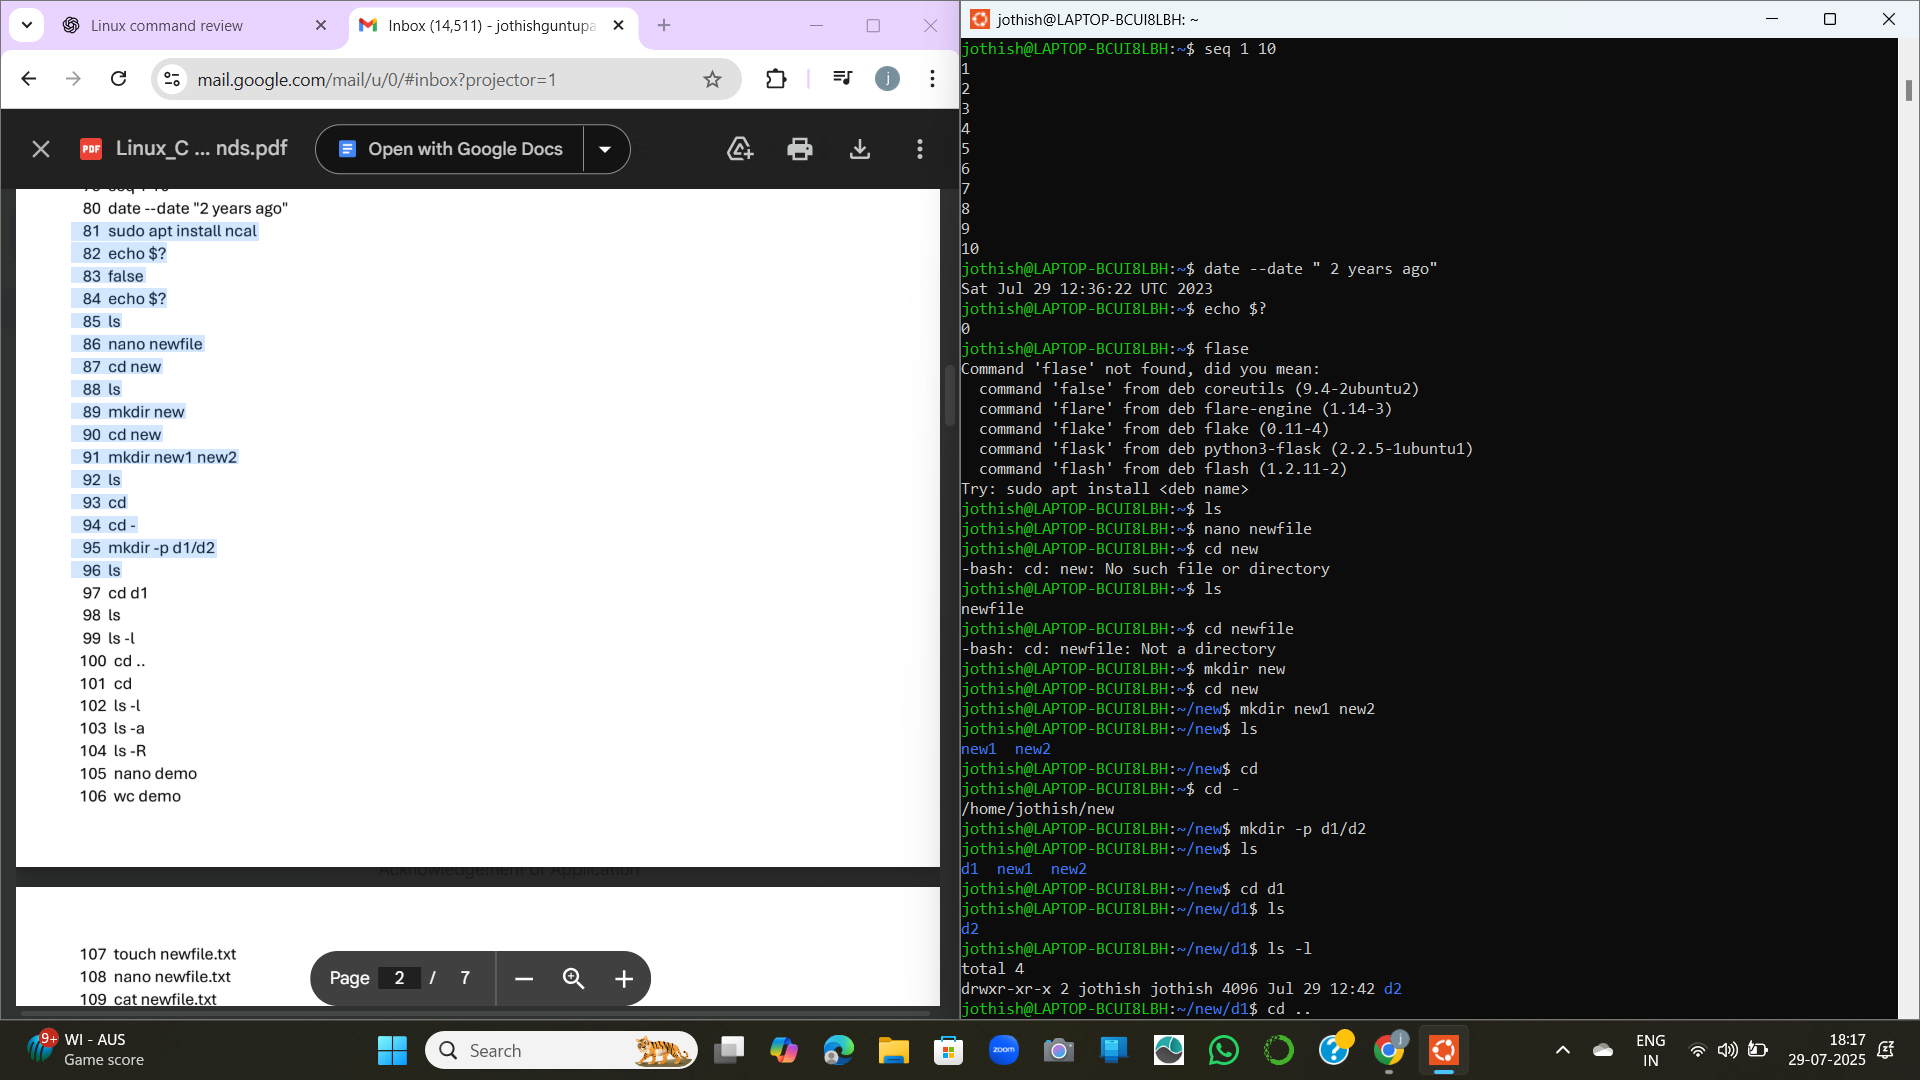 Linux command review
Inbox (14,511) - jothishguntupa
mail.google.com/mail/u/0/#inbox?projector=1
j
PDF
Linux_C ... nds.pdf
Open with Google Docs
80 date --date "2 years ago"
81 sudo apt install ncal
82 echo $?
83 false
84 echo $?
85 ls
86 nano newfile
87 cd new
88 ls
89 mkdir new
90 cd new
91 mkdir new1 new2
92 ls
93 cd
94 cd -
95 mkdir -p d1/d2
96 ls
97 cd d1
98 ls
99 ls -l
100 cd ..
101 cd
102 ls -l
103 ls -a
104 ls -R
105 nano demo
106 wc demo
Acknowledgement of Application
107 touch newfile.txt
108 nano newfile.txt
109 cat newfile.txt
Page 2 / 7
jothish@LAPTOP-BCUI8LBH: ~
jothish@LAPTOP-BCUI8LBH:~$ seq 1 10
1
2
3
4
5
6
7
8
9
10
jothish@LAPTOP-BCUI8LBH:~$ date --date " 2 years ago"
Sat Jul 29 12:36:22 UTC 2023
jothish@LAPTOP-BCUI8LBH:~$ echo $?
0
jothish@LAPTOP-BCUI8LBH:~$ flase
Command 'flase' not found, did you mean:
  command 'false' from deb coreutils (9.4-2ubuntu2)
  command 'flare' from deb flare-engine (1.14-3)
  command 'flake' from deb flake (0.11-4)
  command 'flask' from deb python3-flask (2.2.5-1ubuntu1)
  command 'flash' from deb flash (1.2.11-2)
Try: sudo apt install <deb name>
jothish@LAPTOP-BCUI8LBH:~$ ls
jothish@LAPTOP-BCUI8LBH:~$ nano newfile
jothish@LAPTOP-BCUI8LBH:~$ cd new
-bash: cd: new: No such file or directory
jothish@LAPTOP-BCUI8LBH:~$ ls
newfile
jothish@LAPTOP-BCUI8LBH:~$ cd newfile
-bash: cd: newfile: Not a directory
jothish@LAPTOP-BCUI8LBH:~$ mkdir new
jothish@LAPTOP-BCUI8LBH:~$ cd new
jothish@LAPTOP-BCUI8LBH:~/new$ mkdir new1 new2
jothish@LAPTOP-BCUI8LBH:~/new$ ls
new1  new2
jothish@LAPTOP-BCUI8LBH:~/new$ cd
jothish@LAPTOP-BCUI8LBH:~$ cd -
/home/jothish/new
jothish@LAPTOP-BCUI8LBH:~/new$ mkdir -p d1/d2
jothish@LAPTOP-BCUI8LBH:~/new$ ls
d1  new1  new2
jothish@LAPTOP-BCUI8LBH:~/new$ cd d1
jothish@LAPTOP-BCUI8LBH:~/new/d1$ ls
d2
jothish@LAPTOP-BCUI8LBH:~/new/d1$ ls -l
total 4
drwxr-xr-x 2 jothish jothish 4096 Jul 29 12:42 d2
jothish@LAPTOP-BCUI8LBH:~/new/d1$ cd ..
9+
WI - AUS
Game score
Search
zoom
j
ENG
IN
18:17
29-07-2025